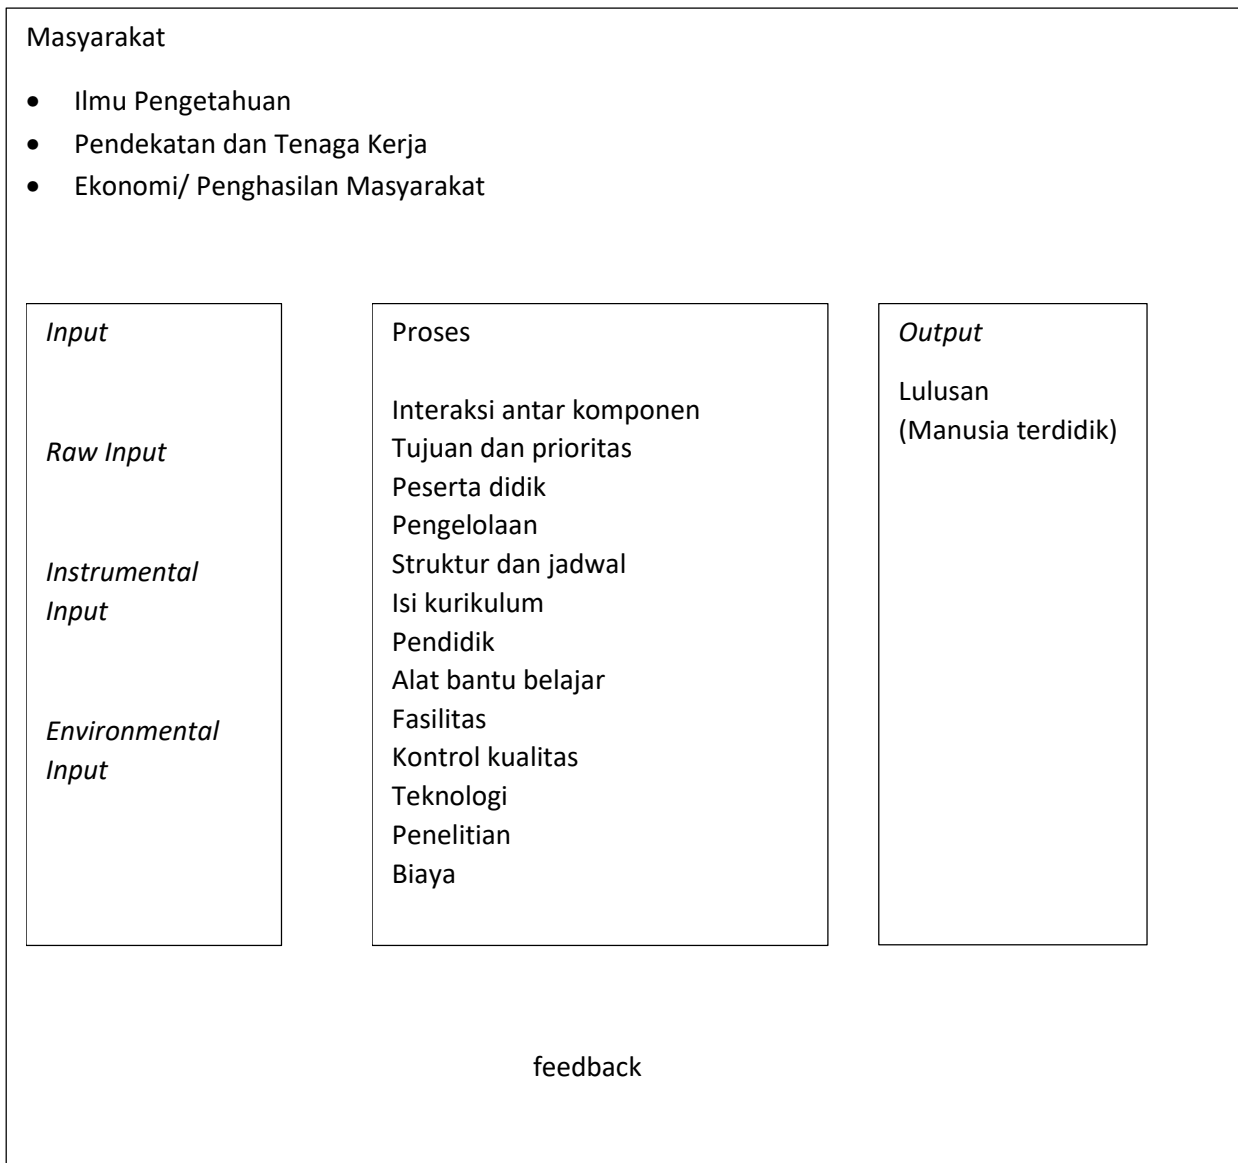 Masyarakat
• Ilmu Pengetahuan
• Pendekatan dan Tenaga Kerja
• Ekonomi/ Penghasilan Masyarakat
Input
Raw Input
Instrumental
Input
Environmental
Input
Proses
Interaksi antar komponen
Tujuan dan prioritas
Peserta didik
Pengelolaan
Struktur dan jadwal
Isi kurikulum
Pendidik
Alat bantu belajar
Fasilitas
Kontrol kualitas
Teknologi
Penelitian
Biaya
Output
Lulusan
(Manusia terdidik)
feedback